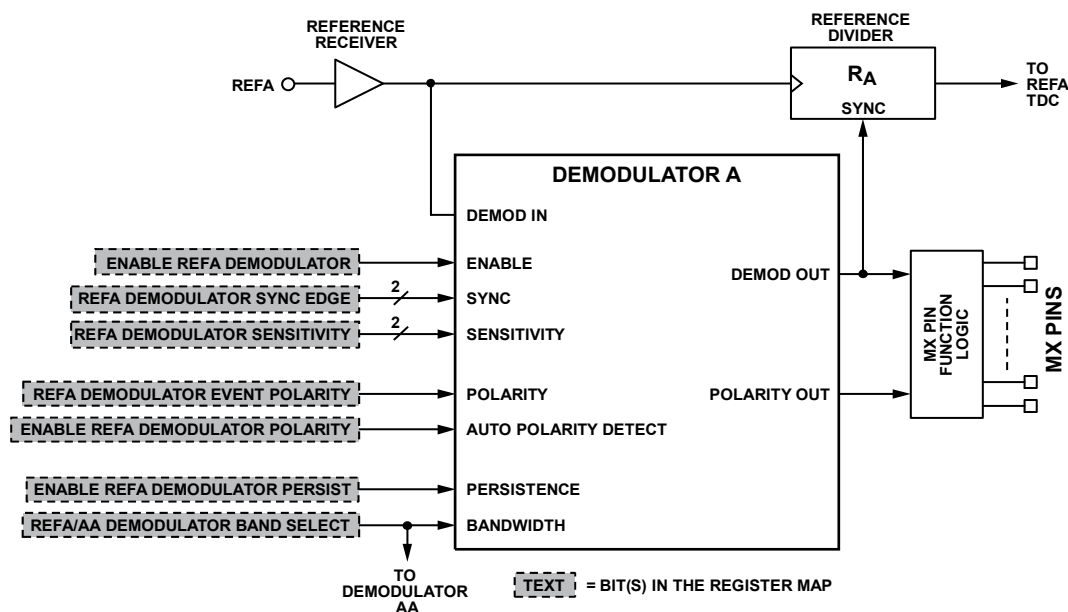 REFERENCE
RECEIVER
REFERENCE
DIVIDER
REFA
RA
SYNC
TO
REFA
TDC
DEMODULATOR A
DEMOD IN
ENABLE REFA DEMODULATOR
ENABLE
REFA DEMODULATOR SYNC EDGE
2
SYNC
REFA DEMODULATOR SENSITIVITY
2
SENSITIVITY
REFA DEMODULATOR EVENT POLARITY
POLARITY
ENABLE REFA DEMODULATOR POLARITY
AUTO POLARITY DETECT
ENABLE REFA DEMODULATOR PERSIST
PERSISTENCE
REFA/AA DEMODULATOR BAND SELECT
BANDWIDTH
DEMOD OUT
POLARITY OUT
MX PIN
FUNCTION
LOGIC
MX PINS
TO
DEMODULATOR
AA
TEXT = BIT(S) IN THE REGISTER MAP